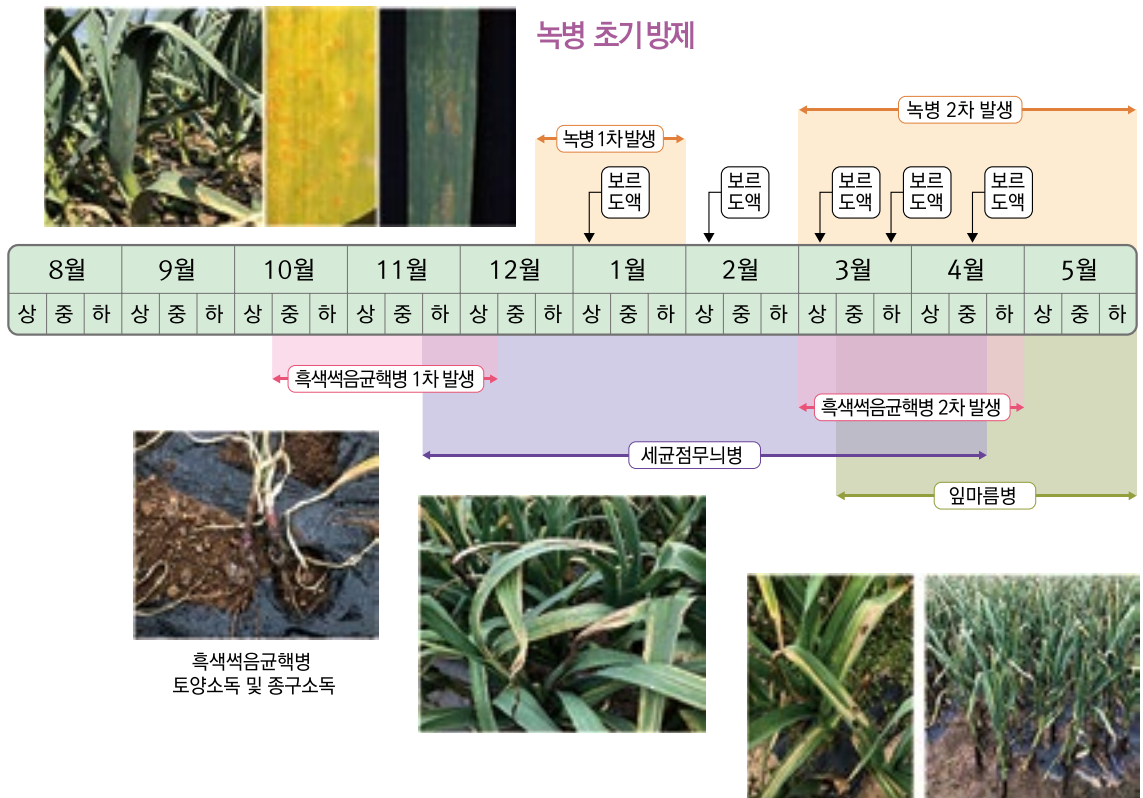 녹병 초기 방제
녹병 2차 발생
녹병 1차 발생
보르
도액
보르
도액
보르
도액
보르
도액
보르
도액
8월 9월 10월 11월 12월 1월 2월 3월 4월 5월
상 중 하 상 중 하 상 중 하 상 중 하 상 중 하 상 중 하 상 중 하 상 중 하 상 중 하 상 중 하
흑색썩음균핵병 1차 발생
흑색썩음균핵병 2차 발생
세균점무늬병
잎마름병
흑색썩음균핵병
토양소독 및 종구소독